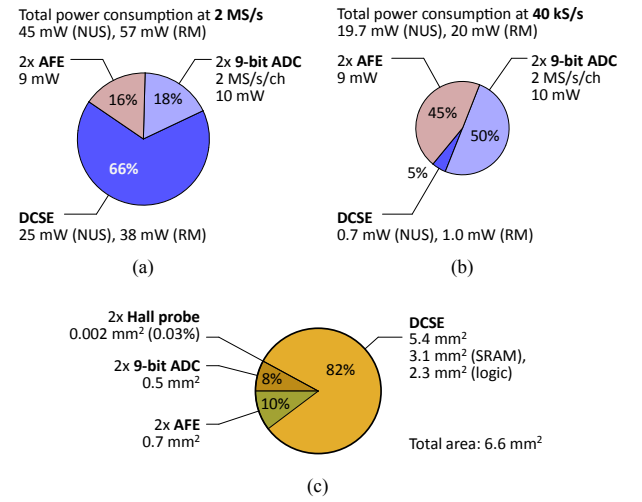 Total power consumption at 2 MS/s
45 mW (NUS), 57 mW (RM)
2x AFE
9 mW
2x 9-bit ADC
2 MS/s/ch
10 mW
16%
18%
66%
DCSE
25 mW (NUS), 38 mW (RM)
(a)
Total power consumption at 40 kS/s
19.7 mW (NUS), 20 mW (RM)
2x AFE
9 mW
2x 9-bit ADC
2 MS/s/ch
10 mW
45%
50%
5%
DCSE
0.7 mW (NUS), 1.0 mW (RM)
(b)
2x Hall probe
0.002 mm² (0.03%)
2x 9-bit ADC
0.5 mm²
2x AFE
0.7 mm²
82%
8%
10%
DCSE
5.4 mm²
3.1 mm² (SRAM),
2.3 mm² (logic)
Total area: 6.6 mm²
(c)